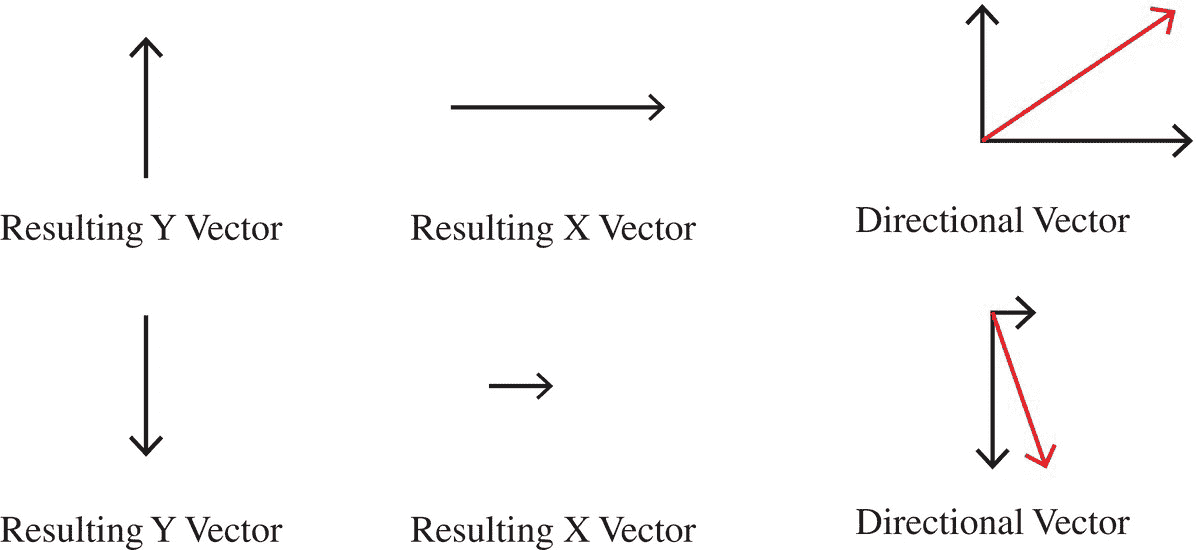 Resulting Y Vector
Resulting X Vector
Directional Vector
Resulting Y Vector
Resulting X Vector
Directional Vector